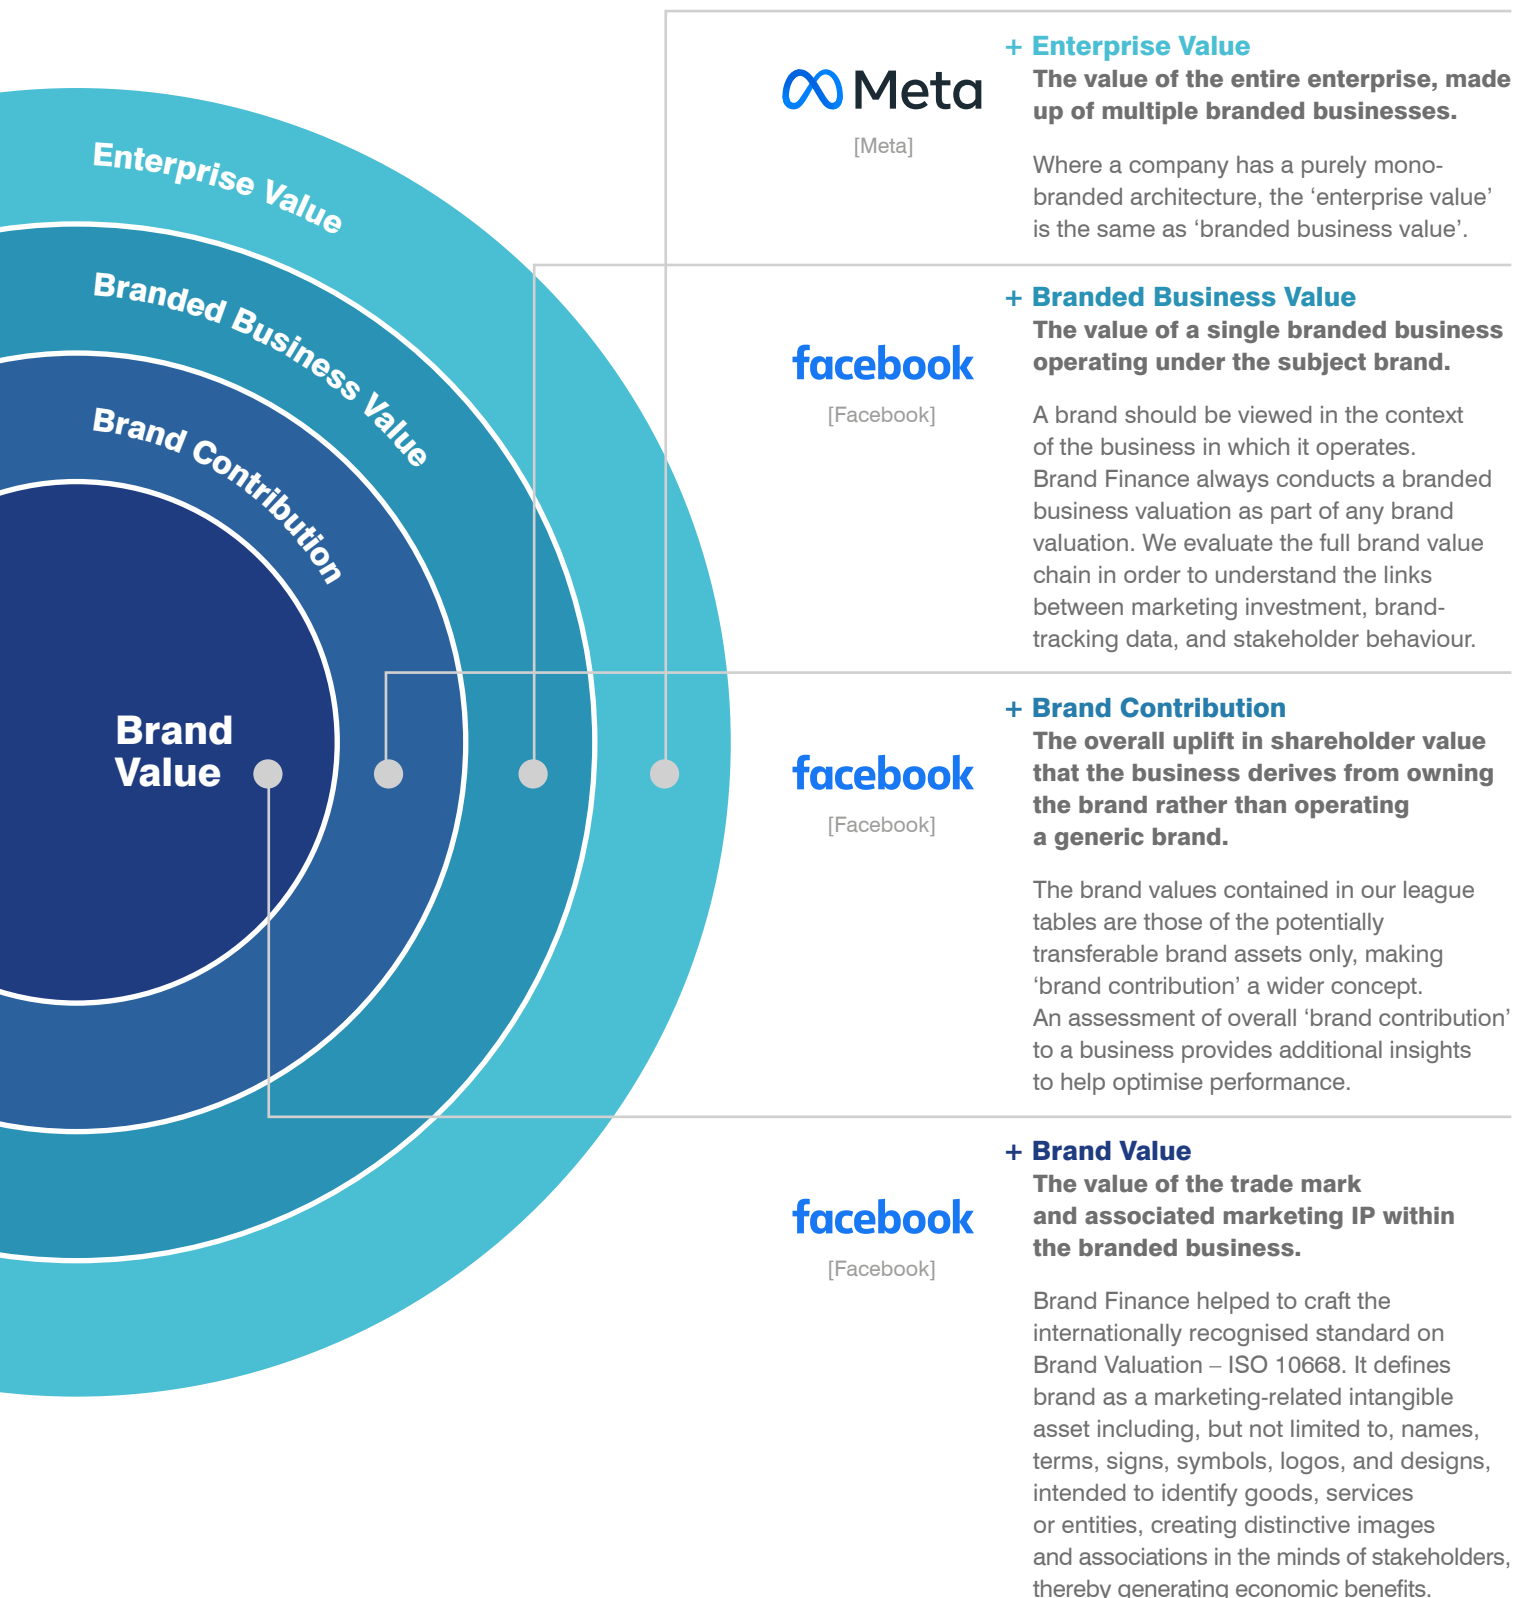 Enterprise Value
Branded Business Value
Brand Contribution
Brand
Value
Meta
[Meta]
+ Enterprise Value
The value of the entire enterprise, made
up of multiple branded businesses.
Where a company has a purely mono-
branded architecture, the ‘enterprise value’
is the same as ‘branded business value’.
facebook
[Facebook]
+ Branded Business Value
The value of a single branded business
operating under the subject brand.
A brand should be viewed in the context
of the business in which it operates.
Brand Finance always conducts a branded
business valuation as part of any brand
valuation. We evaluate the full brand value
chain in order to understand the links
between marketing investment, brand-
tracking data, and stakeholder behaviour.
facebook
[Facebook]
+ Brand Contribution
The overall uplift in shareholder value
that the business derives from owning
the brand rather than operating
a generic brand.
The brand values contained in our league
tables are those of the potentially
transferable brand assets only, making
‘brand contribution’ a wider concept.
An assessment of overall ‘brand contribution’
to a business provides additional insights
to help optimise performance.
facebook
[Facebook]
+ Brand Value
The value of the trade mark
and associated marketing IP within
the branded business.
Brand Finance helped to craft the
internationally recognised standard on
Brand Valuation – ISO 10668. It defines
brand as a marketing-related intangible
asset including, but not limited to, names,
terms, signs, symbols, logos, and designs,
intended to identify goods, services
or entities, creating distinctive images
and associations in the minds of stakeholders,
thereby generating economic benefits.